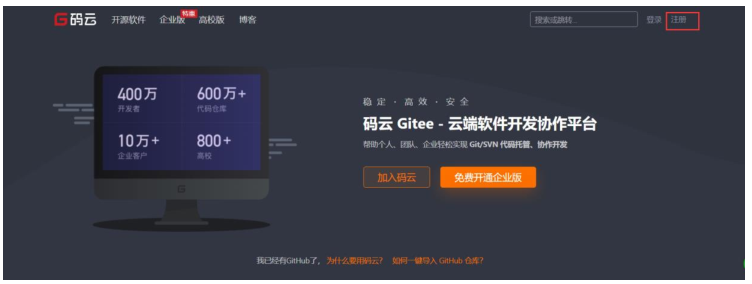 G码云 开源软件 企业版 特惠 高校版 博客 搜索或跳转... 登录 注册
400万 600万+
开发者 代码仓库
10万+ 800+
企业客户 高校
稳定 · 高效 · 安全
码云 Gitee - 云端软件开发协作平台
帮助个人、团队、企业轻松实现 Git/SVN 代码托管、协作开发
加入码云 免费开通企业版
我已经有GitHub了， 为什么要用码云? 如何一键导入 GitHub 仓库?